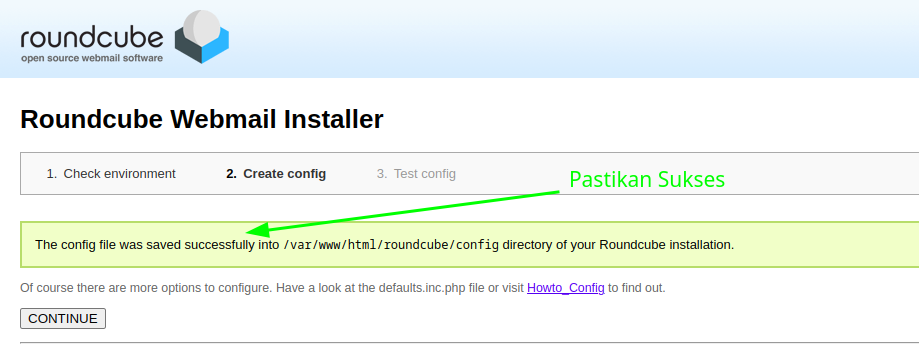 roundcube
open source webmail software
Roundcube Webmail Installer
1. Check environment 2. Create config 3. Test config
Pastikan Sukses
The config file was saved successfully into /var/www/html/roundcube/config directory of your Roundcube installation.
Of course there are more options to configure. Have a look at the defaults.inc.php file or visit Howto_Config to find out.
CONTINUE